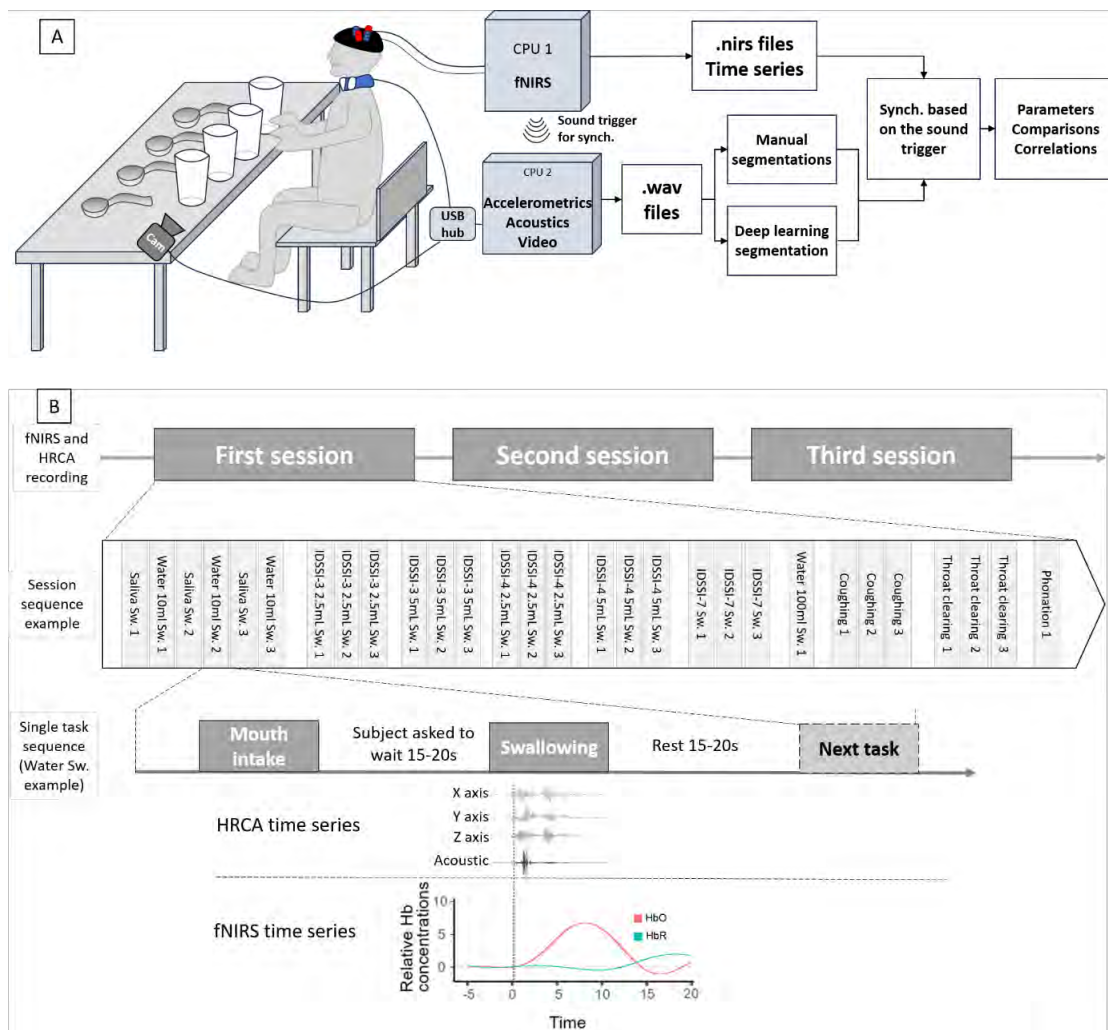 A
CPU 1
fNIRS
.nirs files
Time series
Sound trigger
for synch.
Synch. based
on the sound
trigger
Parameters
Comparisons
Correlations
Manual
segmentations
CPU 2
Accelerometrics
Acoustics
Video
.wav
files
Deep learning
segmentation
USB
hub
Cam
B
fNIRS and
HRCA
recording
First session
Second session
Third session
Session
sequence
example
Saliva Sw. 1
Water 10ml Sw. 1
Saliva Sw. 2
Water 10ml Sw. 2
Saliva Sw. 3
Water 10ml Sw. 3
IDSSI-3 2.5mL Sw. 1
IDSSI-3 2.5mL Sw. 2
IDSSI-3 2.5mL Sw. 3
IDSSI-3 5mL Sw. 1
IDSSI-3 5mL Sw. 2
IDSSI-3 5mL Sw. 3
IDSSI-4 2.5mL Sw. 1
IDSSI-4 2.5mL Sw. 2
IDSSI-4 2.5mL Sw. 3
IDSSI-4 5mL Sw. 1
IDSSI-4 5mL Sw. 2
IDSSI-4 5mL Sw. 3
IDSSI-7 Sw. 1
IDSSI-7 Sw. 2
IDSSI-7 Sw. 3
Water 100ml Sw. 1
Coughing 1
Coughing 2
Coughing 3
Throat clearing 1
Throat clearing 2
Throat clearing 3
Phonation 1
Single task
sequence
(Water Sw.
example)
Mouth
intake
Subject asked to
wait 15-20s
Swallowing
Rest 15-20s
Next task
HRCA time series
X axis
Y axis
Z axis
Acoustic
fNIRS time series
Relative Hb
concentrations
10
5
0
HbO
HbR
-5 0 5 10 15 20
Time